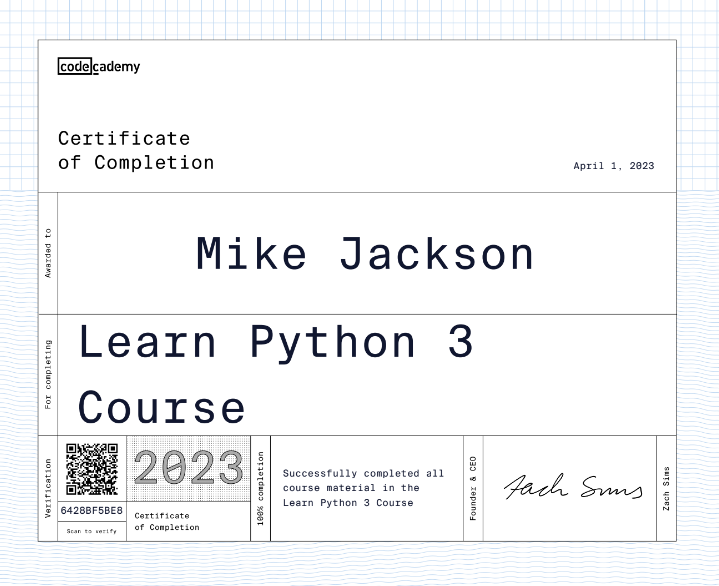 codecademy
Certificate
of Completion
April 1, 2023
Awarded to
Mike Jackson
For completing
Learn Python 3
Course
Verification
6428BF5BE8
Scan to verify
2023
Certificate
of Completion
100% completion
Successfully completed all
course material in the
Learn Python 3 Course
Founder & CEO
Zach Sims
Zach Sims